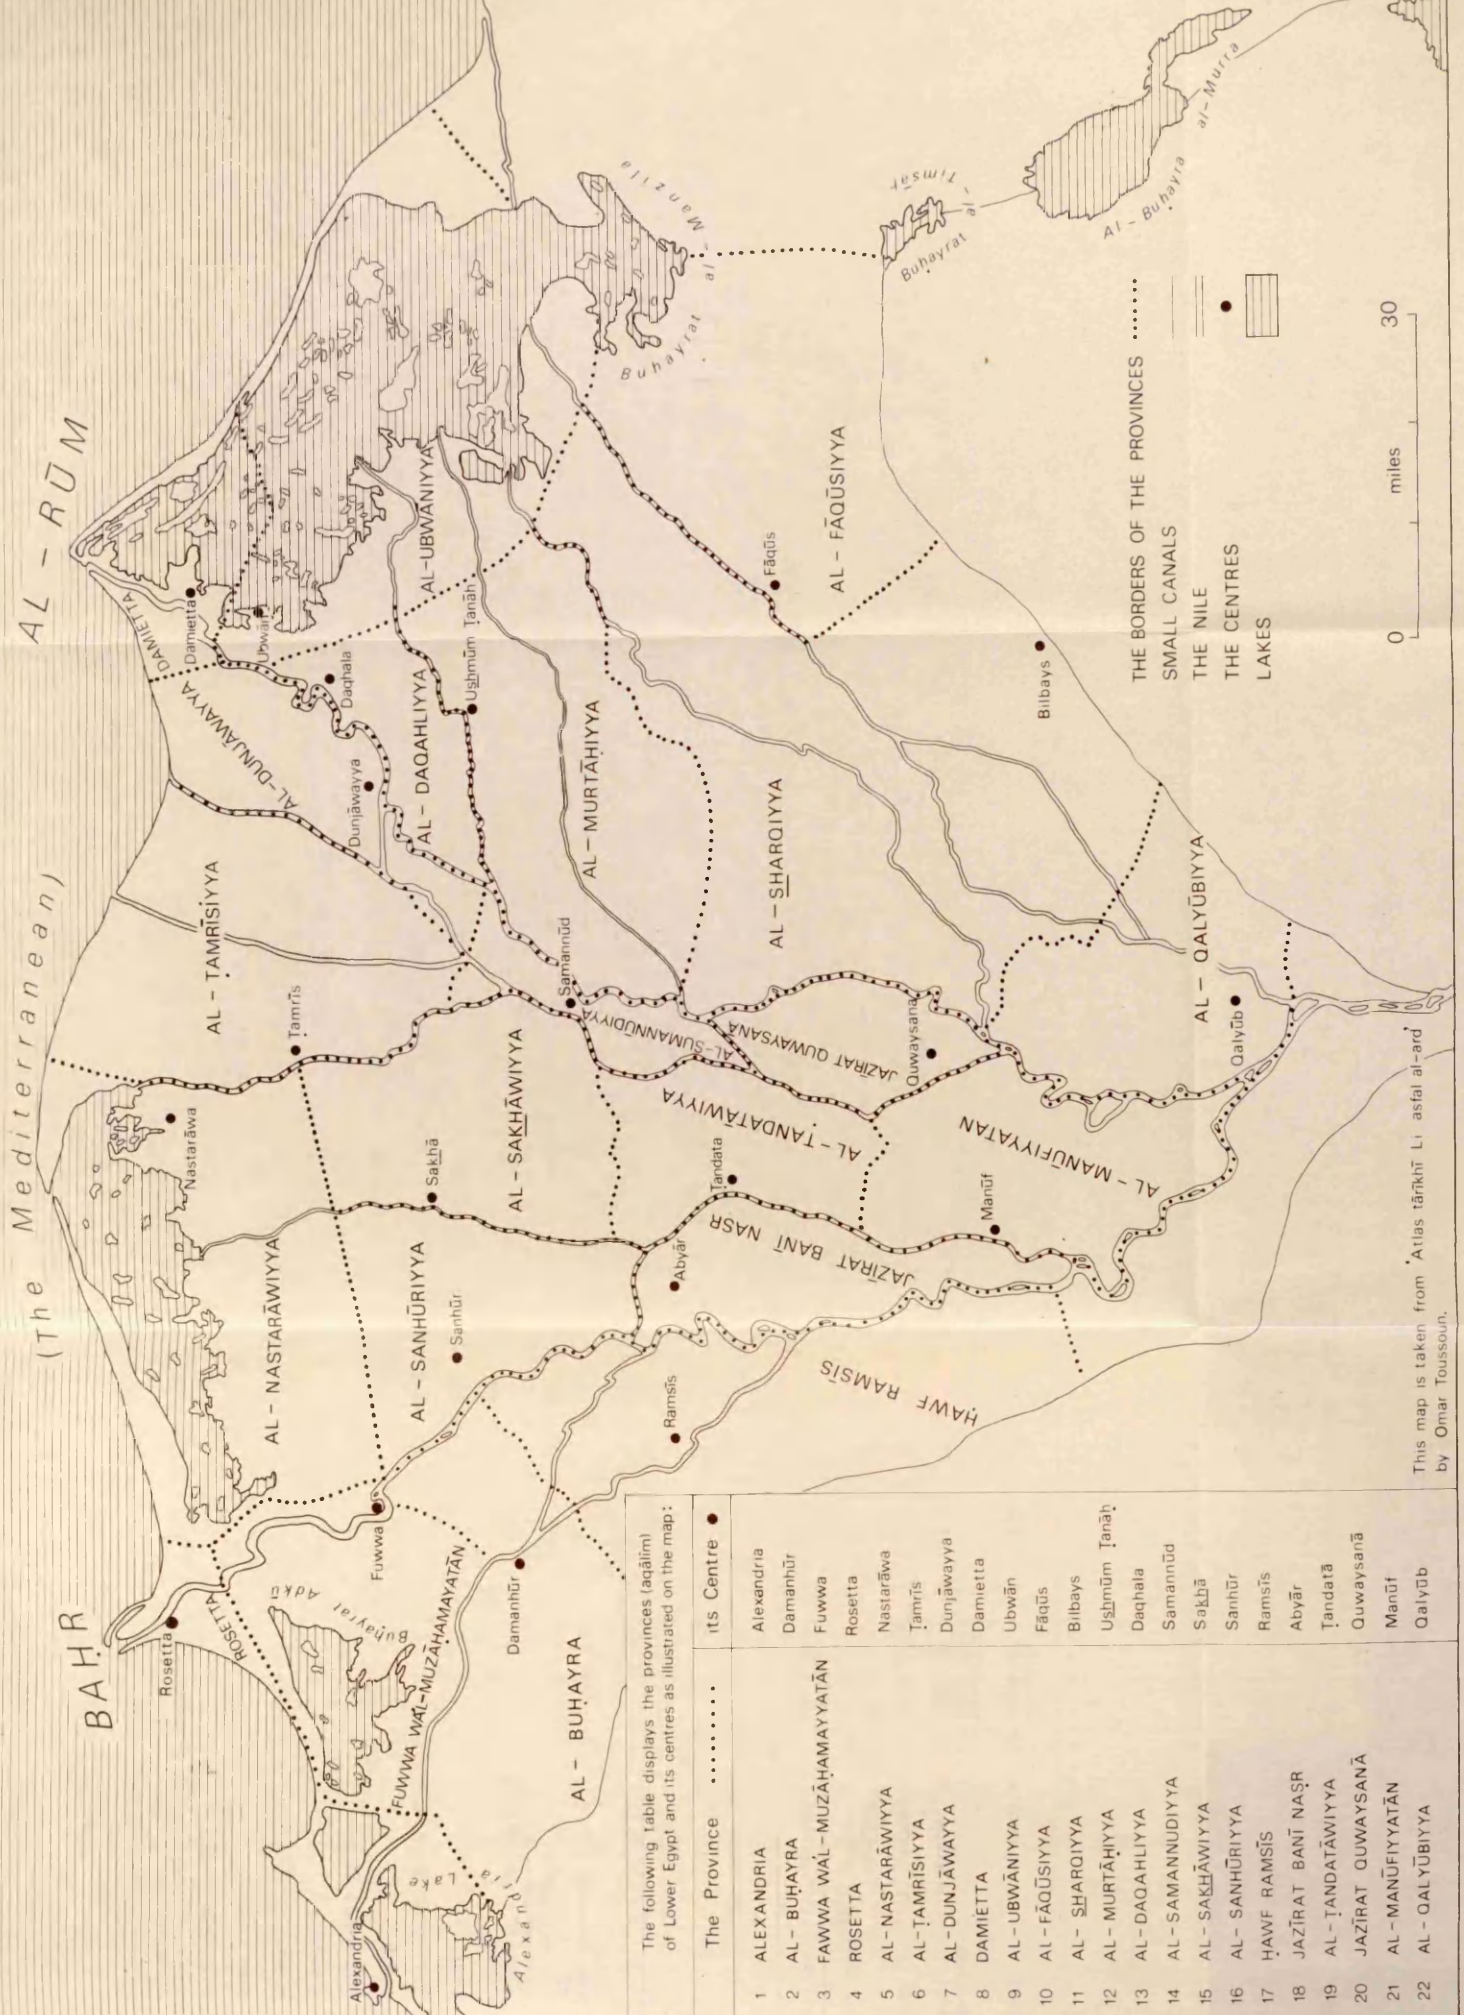 BAḤR AL-RŪM
(The Mediterranean)
Alexandria
Alexandria Lake
Rosetta
ROSETTA
Buḥayrat Adkū
FUWWA WA'L-MUZĀḤAMAYATĀN
Fuwwa
Damanhūr
AL - BUḤAYRA
AL - NASTARĀWIYYA
Nastarāwa
AL - SANHŪRIYYA
Sanhūr
AL - ṬAMRĪSIYYA
Ṭamrīs
Sakhā
AL - SAKHĀWIYYA
AL-DUNJĀWAYYA
Dunjāwayya
DAMIETTA
Damietta
Ubwān
Daqhala
AL - DAQAHLIYYA
AL-UBWĀNIYYA
Ushmūm Ṭanāḥ
AL - MURTĀḤIYYA
Samannūd
AL-SUMANNŪDIYYA
AL - SHARQIYYA
Buḥayrat al-Manzila
JAZĪRAT QUWAYSANĀ
Quwaysana
AL - ṬANDATĀWIYYA
Ṭandata
Abyār
JAZĪRAT BANĪ NAṢR
Ramsīs
ḤAWF RAMSĪS
Manūf
AL - MANŪFIYYATAN
Fāqūs
AL - FĀQŪSIYYA
Bilbays
AL - QALYŪBIYYA
Qalyūb
Buḥayrat al-Timsāḥ
Al-Buḥayra al-Murra
THE BORDERS OF THE PROVINCES
SMALL CANALS
THE NILE
THE CENTRES
LAKES
0 30
miles
The following table displays the provinces (aqālīm)
of Lower Egypt and its centres as illustrated on the map:
The Province its Centre
1 ALEXANDRIA Alexandria
2 AL - BUḤAYRA Damanhūr
3 FAWWA WA'L-MUZĀḤAMAYYATĀN Fuwwa
4 ROSETTA Rosetta
5 AL-NASTARĀWIYYA Nastarāwa
6 AL-ṬAMRĪSIYYA Ṭamrīs
7 AL-DUNJĀWAYYA Dunjāwayya
8 DAMIETTA Damietta
9 AL-UBWĀNIYYA Ubwān
10 AL-FĀQŪSIYYA Fāqūs
11 AL- SHARQIYYA Bilbays
12 AL-MURTĀḤIYYA Ushmūm Ṭanāḥ
13 AL-DAQAHLIYYA Daqhala
14 AL-SAMANNUDIYYA Samannūd
15 AL-SAKHĀWIYYA Sakhā
16 AL- SANHŪRIYYA Sanhūr
17 ḤAWF RAMSĪS Ramsīs
18 JAZĪRAT BANĪ NAṢR Abyār
19 AL-ṬANDATĀWIYYA Ṭandatā
20 JAZĪRAT QUWAYSANĀ Quwaysanā
21 AL-MANŪFIYYATĀN Manūf
22 AL-QALYŪBIYYA Qalyūb
This map is taken from 'Atlas tārīkhī Li asfal al-arḍ'
by Omar Toussoun.